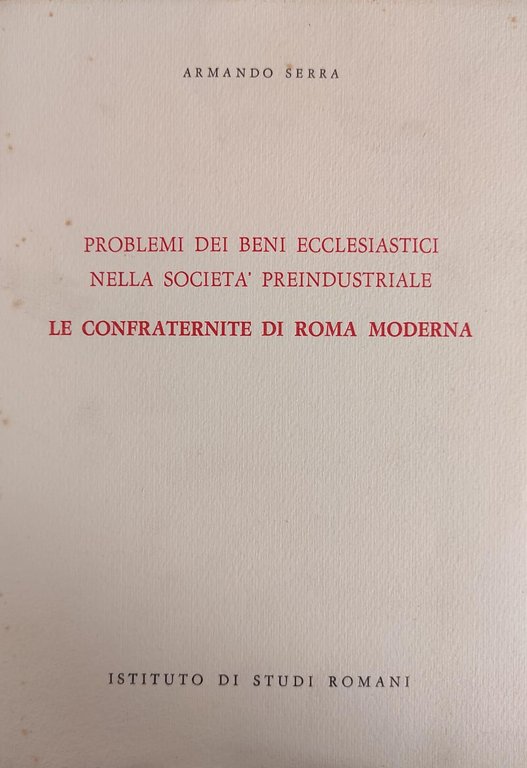 ARMANDO SERRA
PROBLEMI DEI BENI ECCLESIASTICI
NELLA SOCIETA' PREINDUSTRIALE
LE CONFRATERNITE DI ROMA MODERNA
ISTITUTO DI STUDI ROMANI